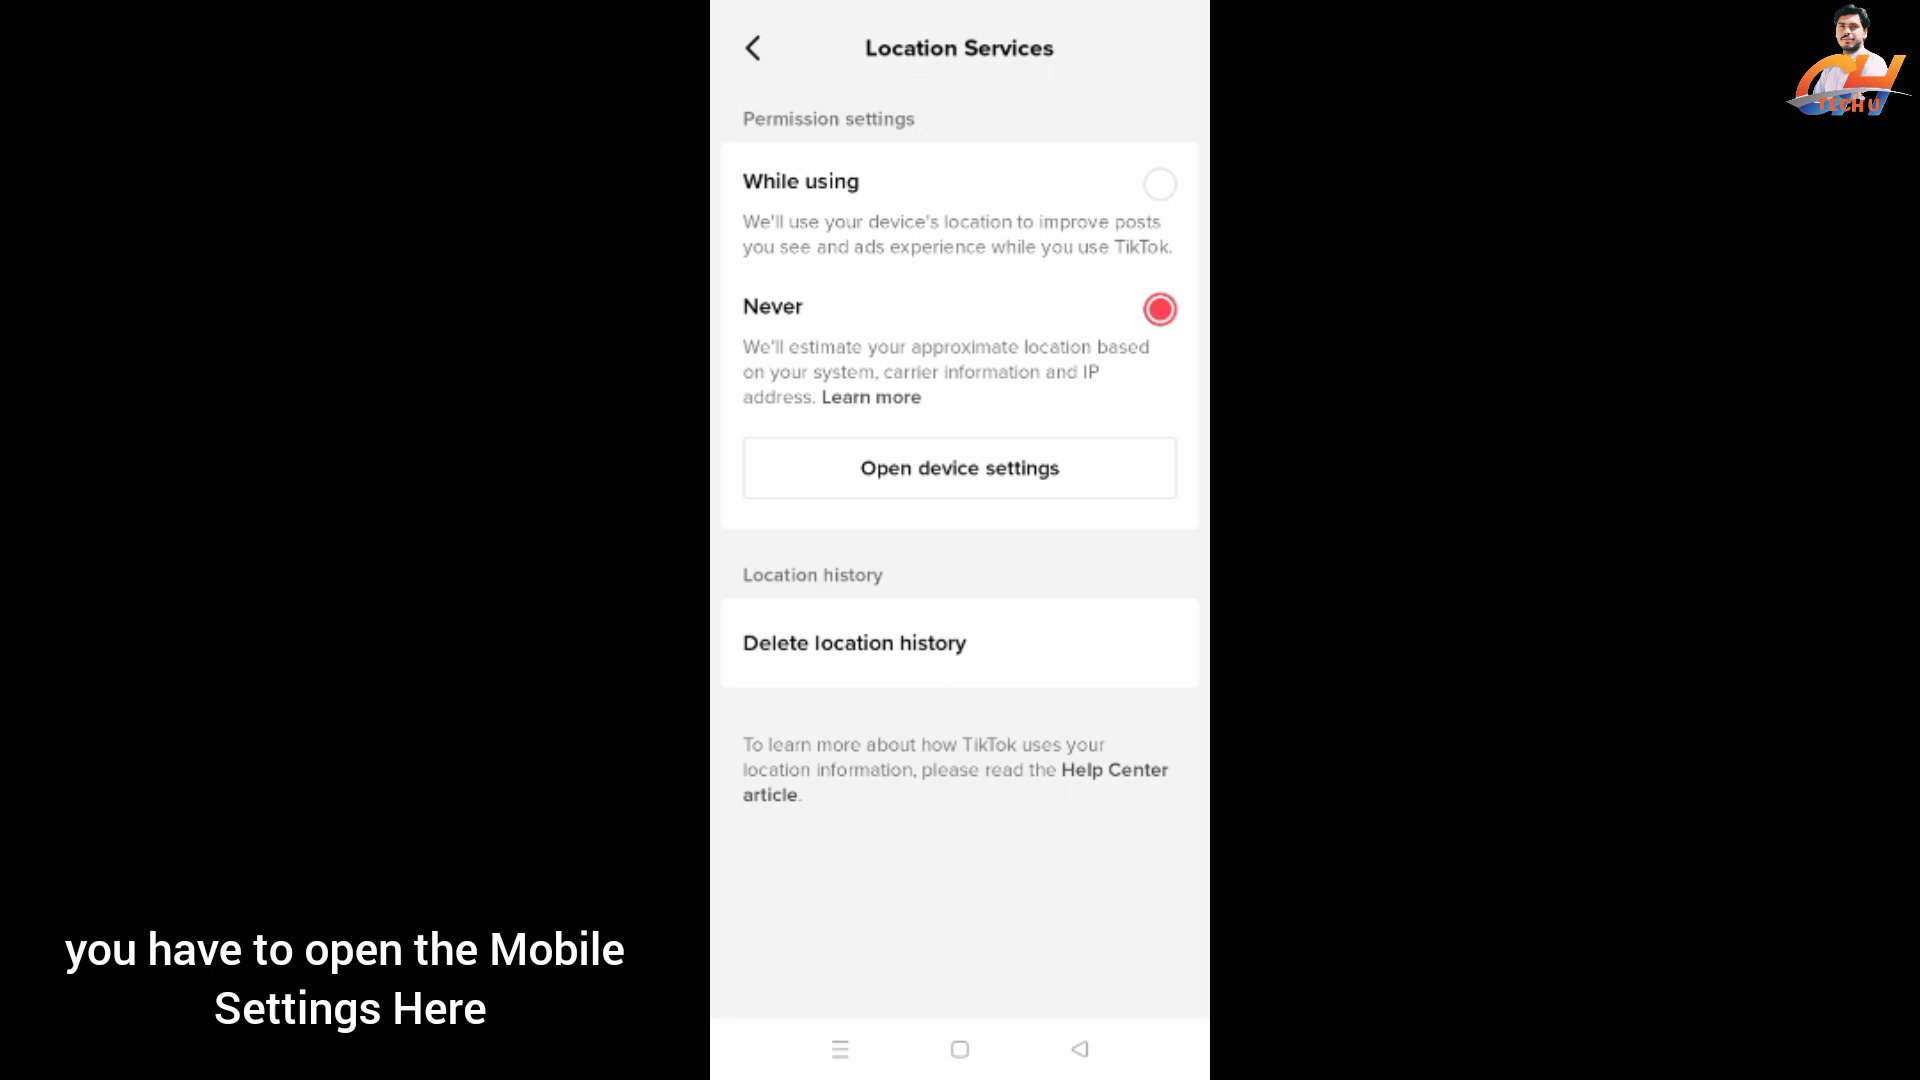 Location Services
Permission settings
While using
We'll use your device's location to improve posts
you see and ads experience while you use TikTok.
Never
We'll estimate your approximate location based
on your system, carrier information and IP
address. Learn more
Open device settings
Location history
Delete location history
To learn more about how TikTok uses your
location information, please read the Help Center
article.
you have to open the Mobile
Settings Here
CH
TECH U